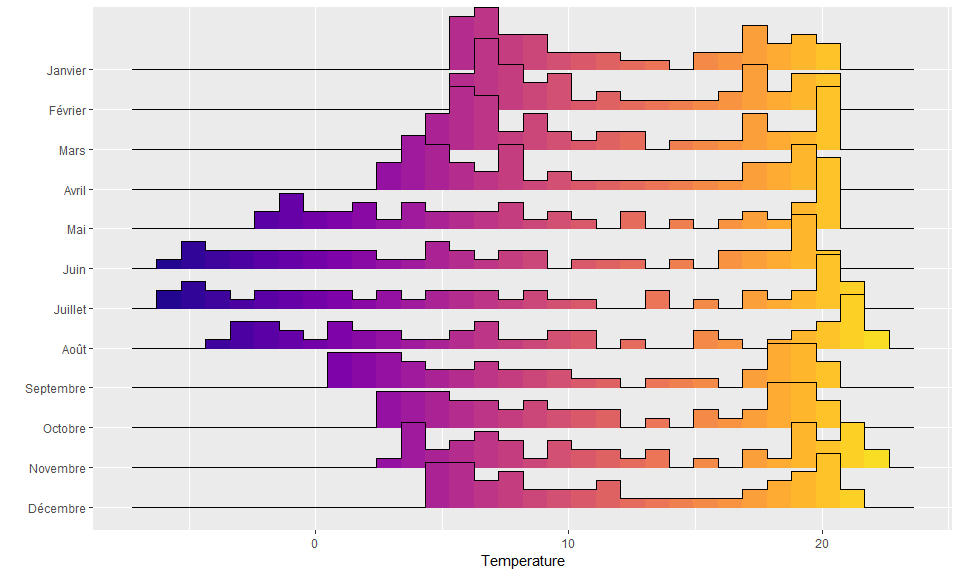 Janvier
Février
Mars
Avril
Mai
Juin
Juillet
Août
Septembre
Octobre
Novembre
Décembre
0 10 20
Temperature